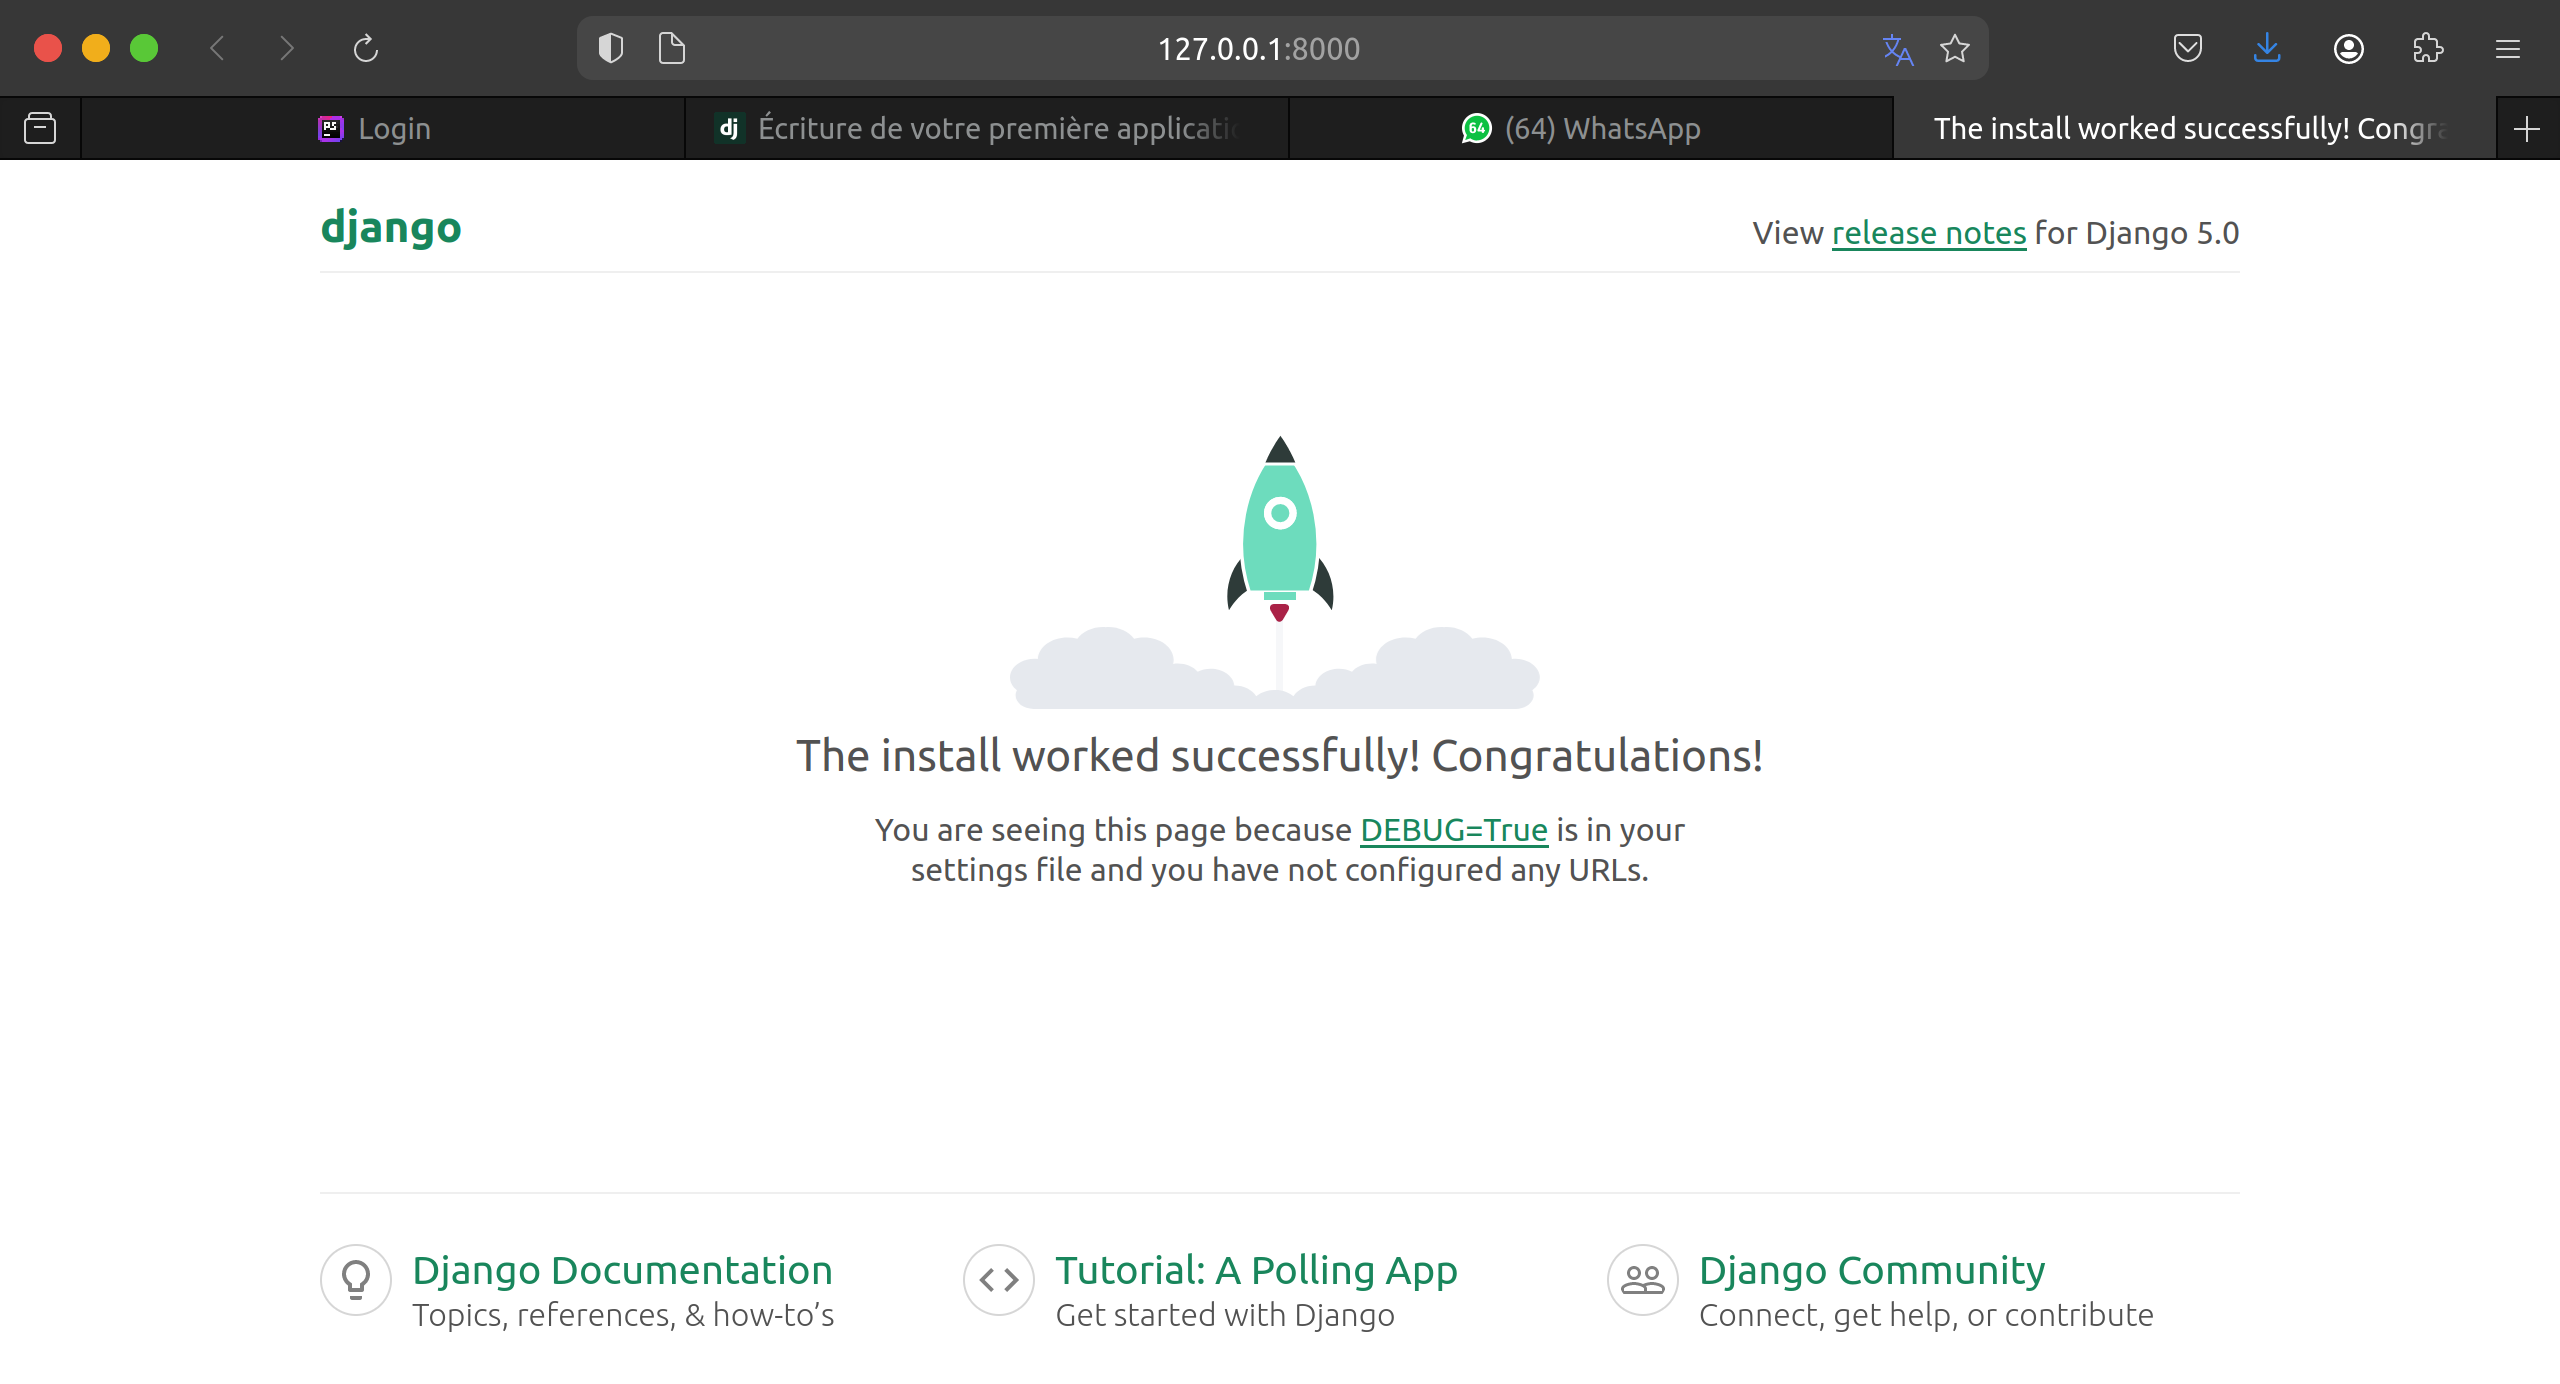 127.0.0.1:8000
Login
Écriture de votre première applicatio
64
(64) WhatsApp
The install worked successfully! Congra
django
View release notes for Django 5.0
The install worked successfully! Congratulations!
You are seeing this page because DEBUG=True is in your
settings file and you have not configured any URLs.
Django Documentation
Topics, references, & how-to’s
Tutorial: A Polling App
Get started with Django
Django Community
Connect, get help, or contribute